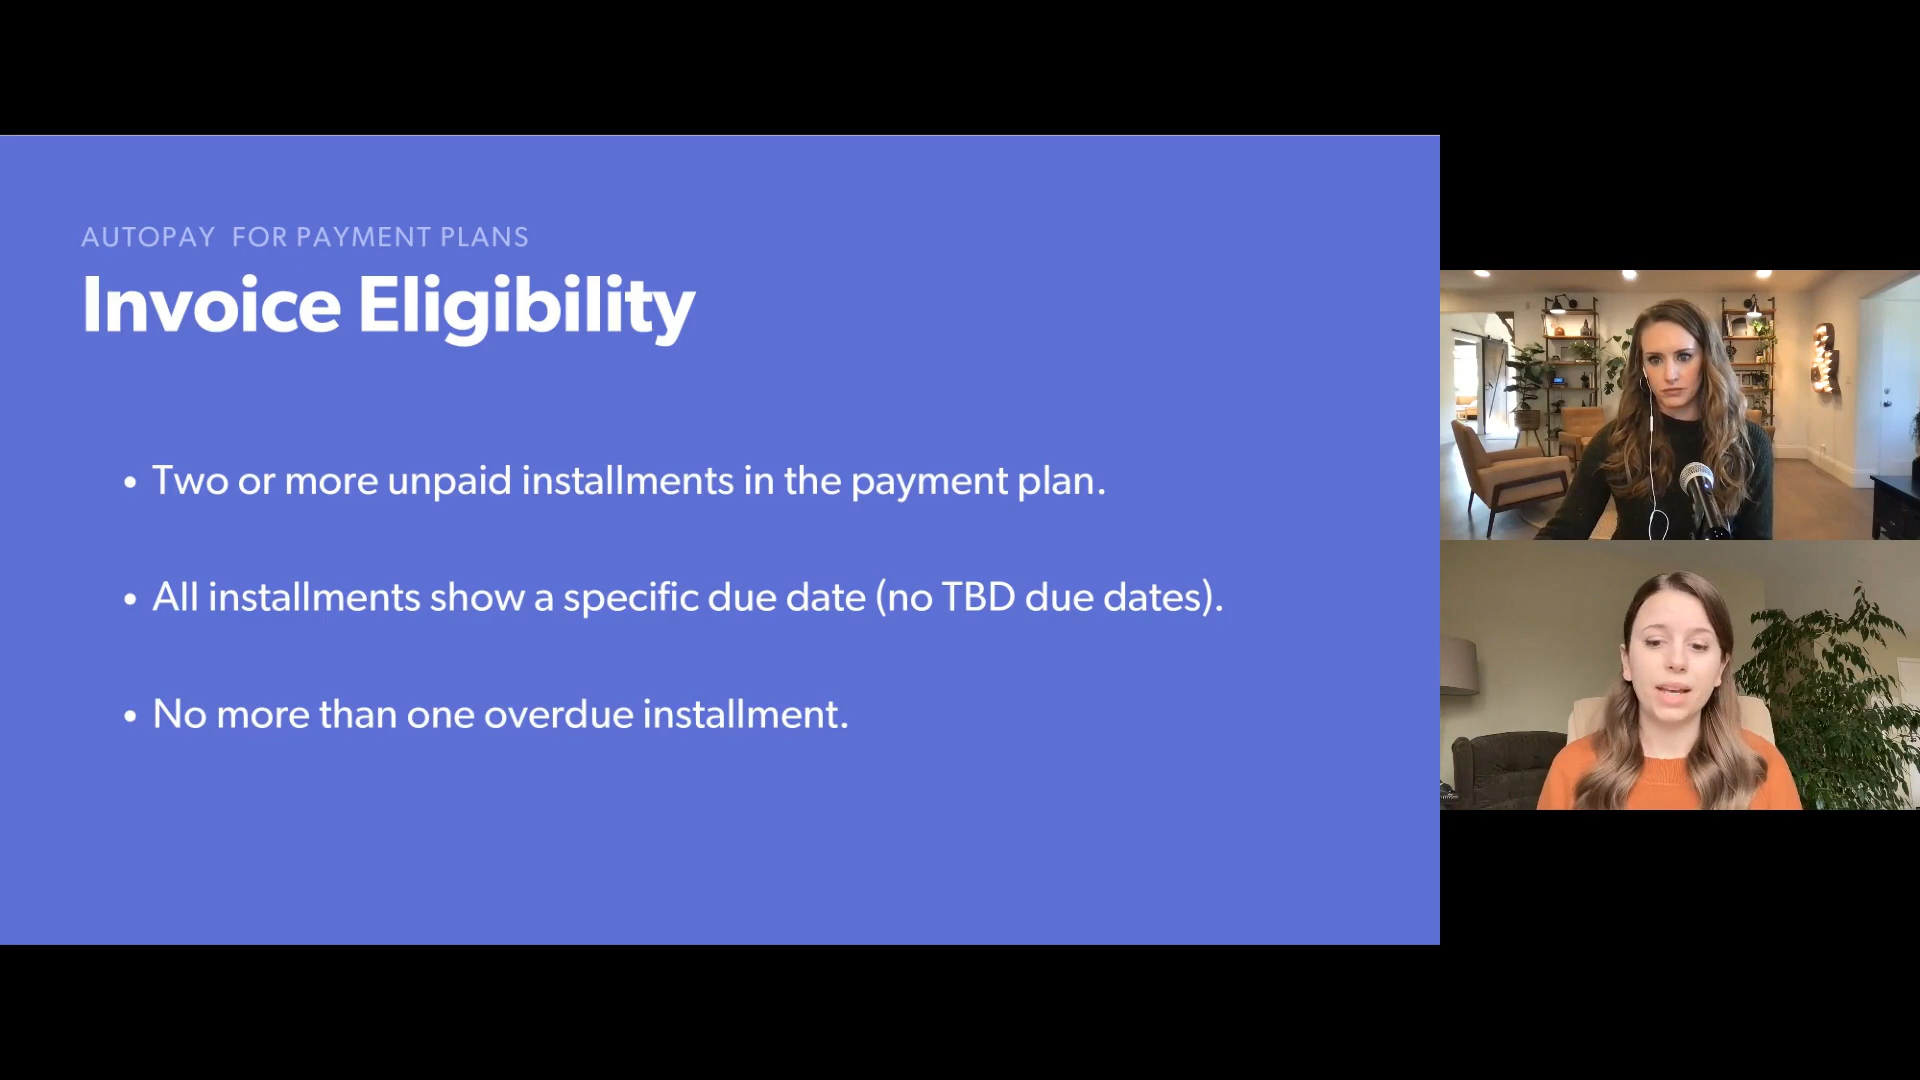 AUTOPAY FOR PAYMENT PLANS
Invoice Eligibility
• Two or more unpaid installments in the payment plan.
• All installments show a specific due date (no TBD due dates).
• No more than one overdue installment.